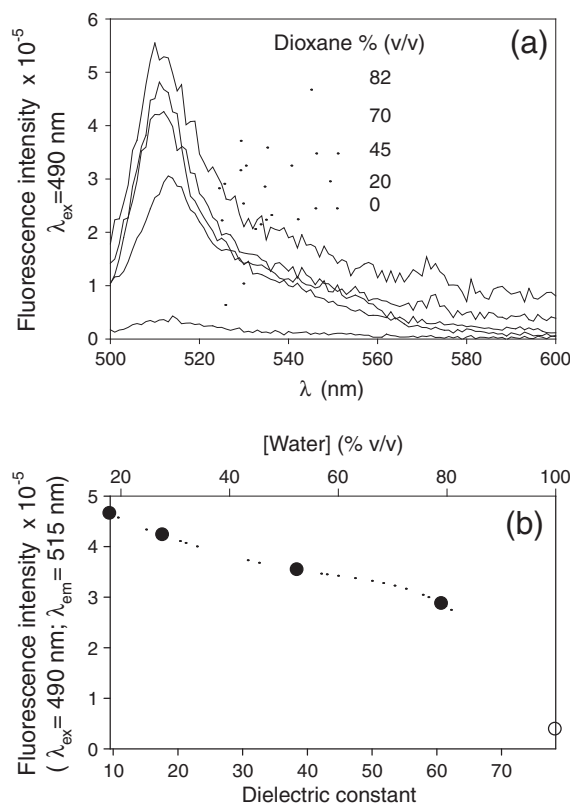 (a)
Fluorescence intensity x 10-5
λex=490 nm
Dioxane % (v/v)
82
70
45
20
0
6
5
4
3
2
1
0
500 520 540 560 580 600
λ (nm)
[Water] (% v/v)
20 40 60 80 100
(b)
Fluorescence intensity x 10-5
( λex= 490 nm; λem= 515 nm)
5
4
3
2
1
0
10 20 30 40 50 60 70
Dielectric constant